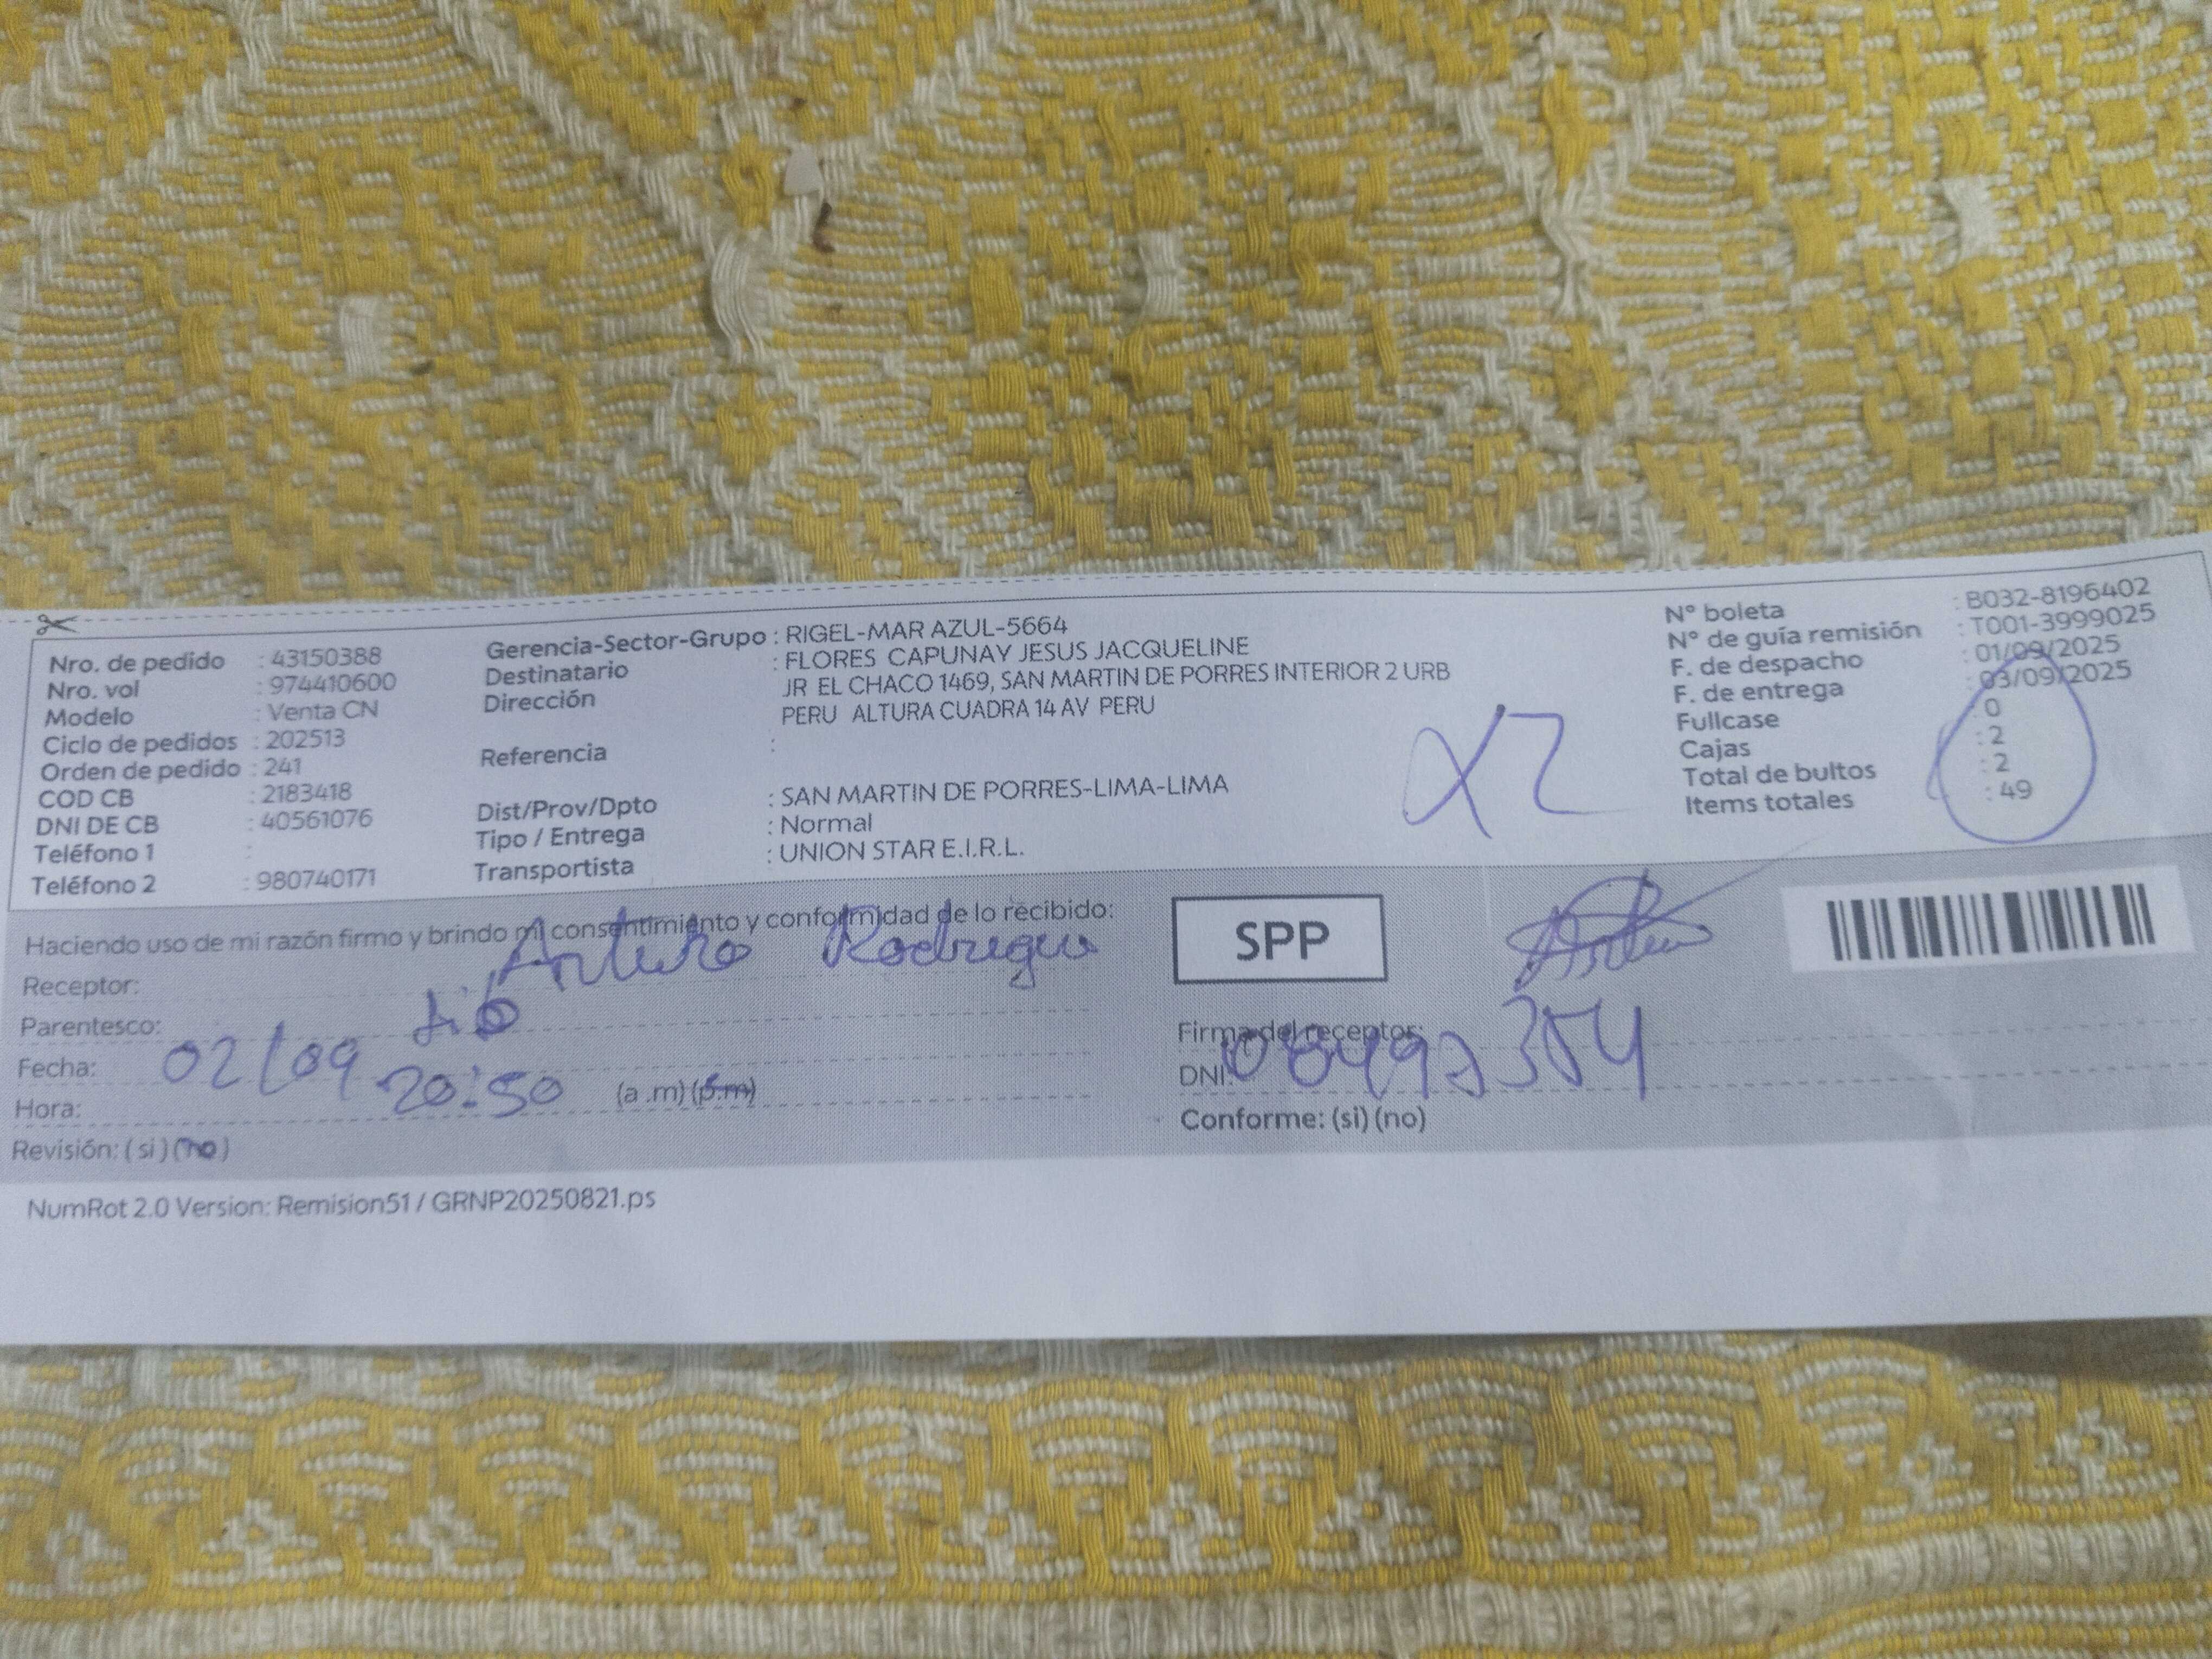 Nro. de pedido : 43150388
Nro. vol : 974410600
Modelo : Venta CN
Ciclo de pedidos : 202513
Orden de pedido : 241
COD CB : 2183418
DNI DE CB : 40561076
Teléfono 1 :
Teléfono 2 : 980740171
Gerencia-Sector-Grupo : RIGEL-MAR AZUL-5664
Destinatario : FLORES CAPUNAY JESUS JACQUELINE
Dirección JR EL CHACO 1469, SAN MARTIN DE PORRES INTERIOR 2 URB
PERU ALTURA CUADRA 14 AV PERU
Referencia :
Dist/Prov/Dpto : SAN MARTIN DE PORRES-LIMA-LIMA
Tipo / Entrega : Normal
Transportista : UNION STAR E.I.R.L.
X2
N° boleta : B032-8196402
N° de guía remisión : T001-3999025
F. de despacho : 01/09/2025
F. de entrega : 03/09/2025
Fullcase : 0
Cajas : 2
Total de bultos : 2
Items totales : 49
Haciendo uso de mi razón firmo y brindo mi consentimiento y conformidad de lo recibido:
Receptor: Arturo Rodriguez
Parentesco: tio
Fecha: 02/09
Hora: 20:50 (a .m) (p.m)
Revisión: ( si ) (no)
SPP
Firma del receptor:
DNI:
Conforme: (si) (no)
NumRot 2.0 Version: Remision51 / GRNP20250821.ps